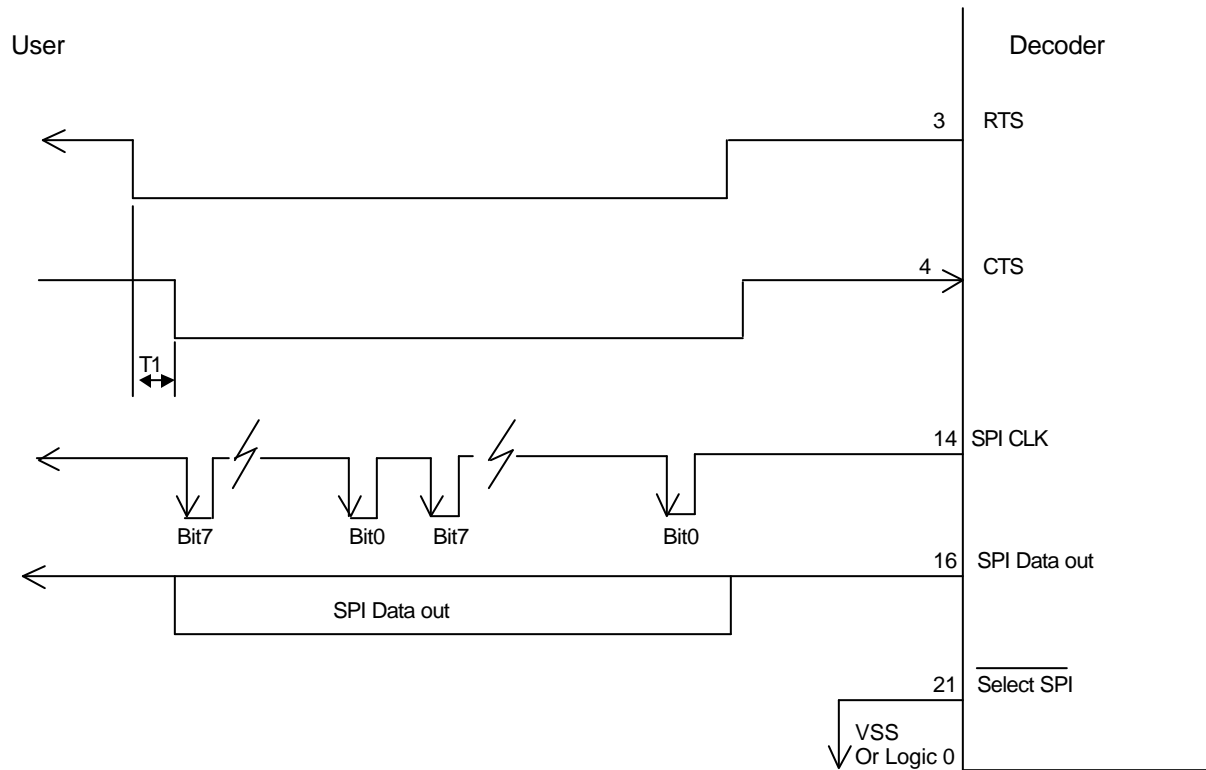 User
Decoder
3 RTS
4 CTS
T1
14 SPI CLK
Bit7 Bit0 Bit7 Bit0
16 SPI Data out
SPI Data out
21 Select SPI
VSS
Or Logic 0